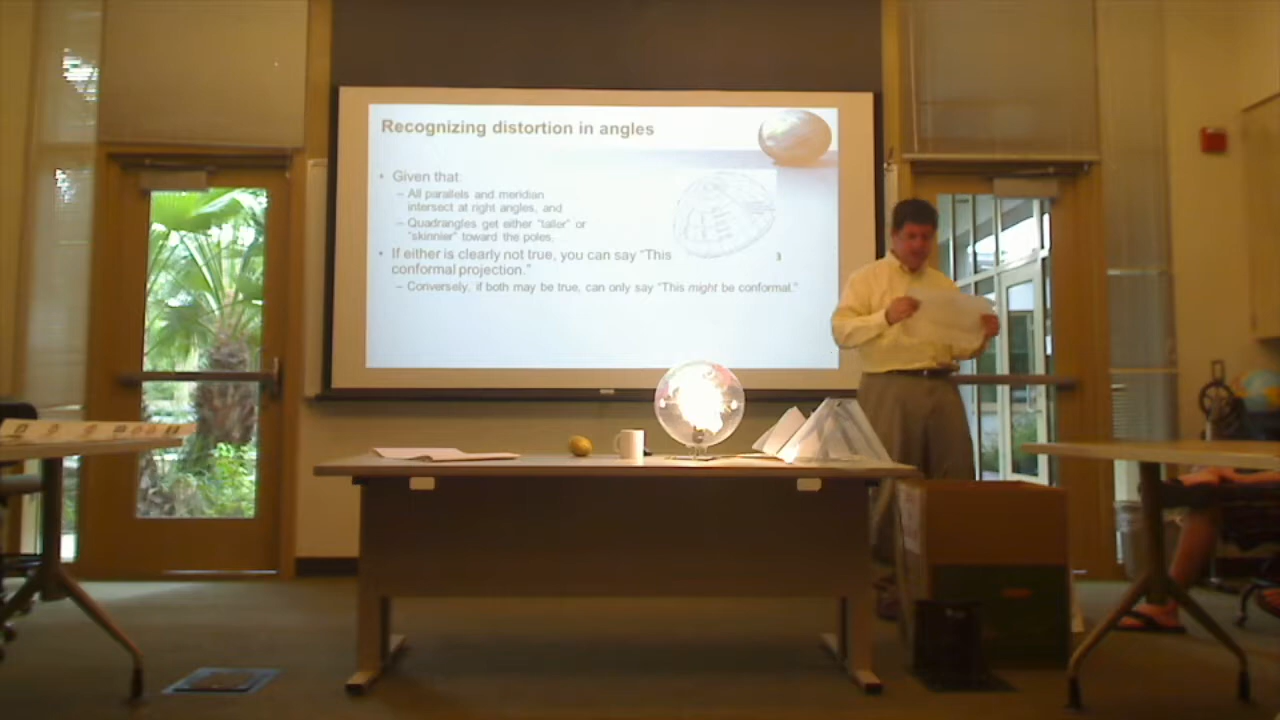 Recognizing distortion in angles
• Given that
– All parallels and meridian
intersect at right angles, and
– Quadrangles get either "taller" or
"skinnier" toward the poles,
• If either is clearly not true, you can say "This
conformal projection."
– Conversely, if both may be true, can only say "This might be conformal."
3